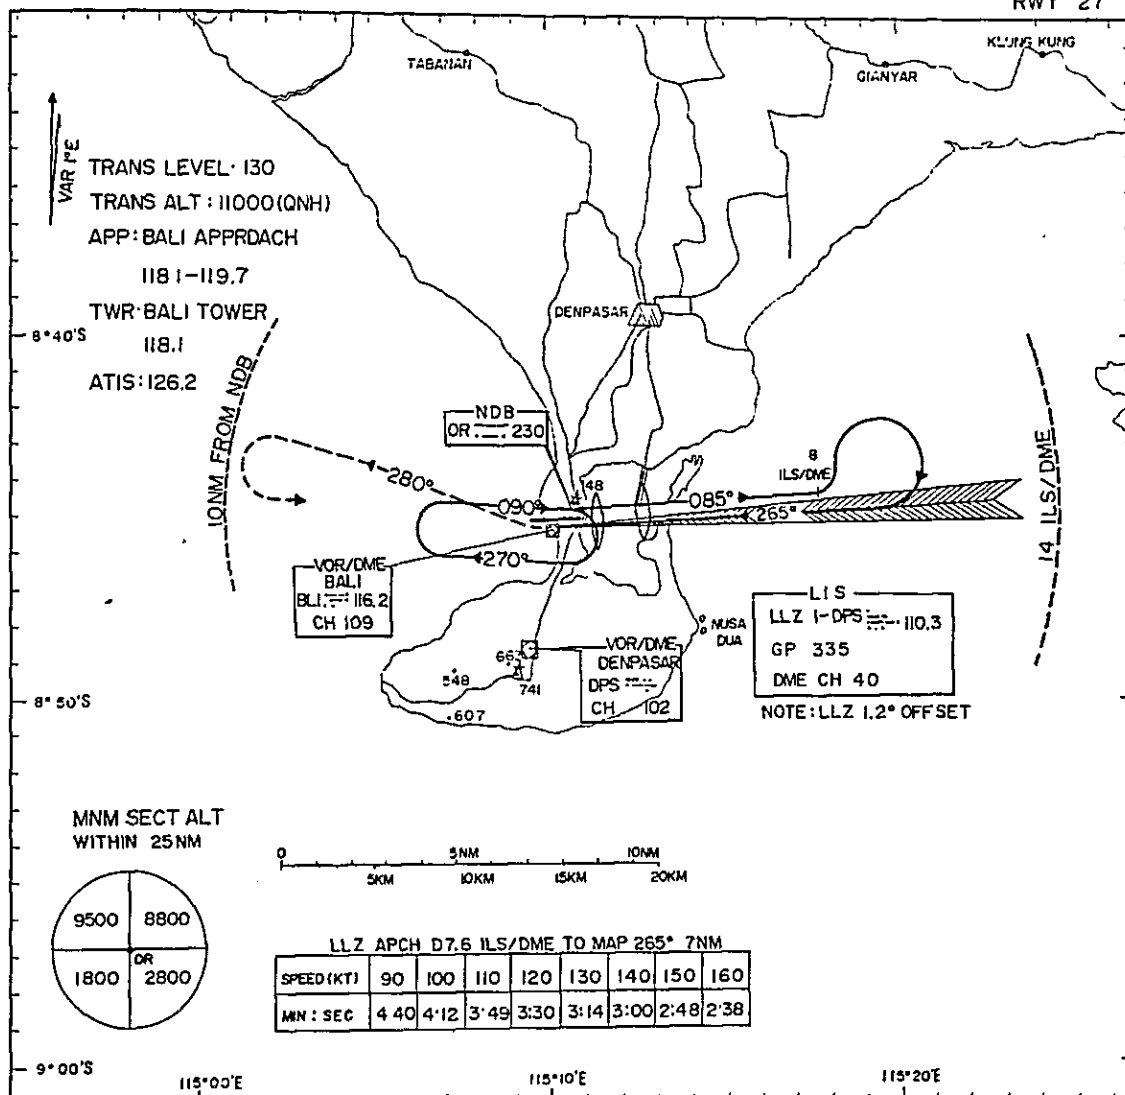 RWY 27
KLUNG KUNG
TABANAN
GIANYAR
VAR 1°E
TRANS LEVEL· 130
TRANS ALT : 11000(QNH)
APP: BALI APPRDACH
118 1-119.7
TWR·BALI TOWER
118.1
ATIS:126.2
DENPASAR
8°40'S
10NM FROM NDB
NDB
OR 230
8
ILS/DME
48
280°
090°
085°
265°
270°
14 ILS/DME
VOR/DME
BALI
BLI 116.2
CH 109
LIS
LLZ I-DPS 110.3
GP 335
DME CH 40
NOTE:LLZ 1.2° OFFSET
NUSA
DUA
VOR/DME
DENPASAR
DPS
CH 102
663
548
741
607
8°50'S
MNM SECT ALT
WITHIN 25NM
0 5NM 10NM
5KM 10KM 15KM 20KM
9500 8800
OR
1800 2800
LLZ APCH D7.6 ILS/DME TO MAP 265° 7NM
SPEED(KT) 90 100 110 120 130 140 150 160
MN : SEC 4 40 4·12 3·49 3:30 3:14 3:00 2:48 2·38
9°00'S
115°00'E
115°10'E
115°20'E